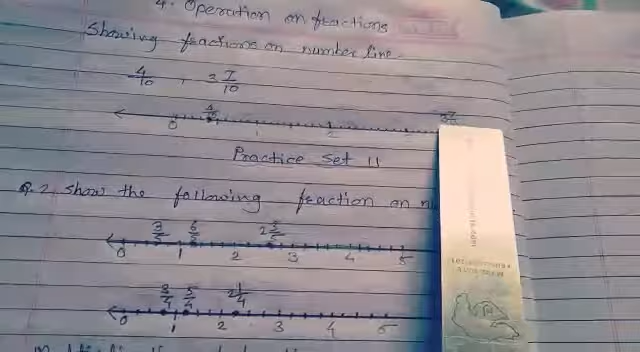 4. Operation on fractions
Showing fractions on number line.
4/10 , 3 7/10
4/10
0 1 2
Practice Set 11
Q.2. Show the following fraction on
3/5 6/5 2 3/5
0 1 2 3 4 5
3/4 5/4 2 1/4
0 1 2 3 4 5